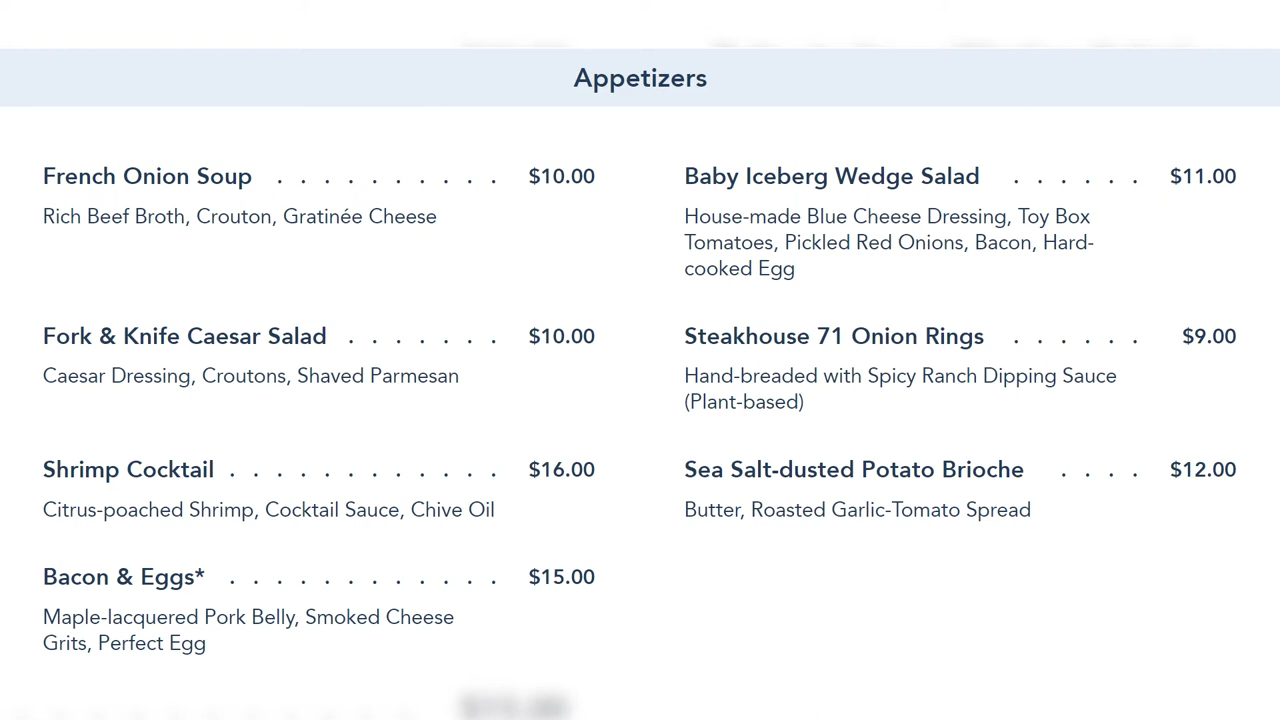 Appetizers
French Onion Soup . . . . . . . . . . $10.00
Rich Beef Broth, Crouton, Gratinée Cheese
Baby Iceberg Wedge Salad . . . . . . $11.00
House-made Blue Cheese Dressing, Toy Box
Tomatoes, Pickled Red Onions, Bacon, Hard-
cooked Egg
Fork & Knife Caesar Salad . . . . . . . $10.00
Caesar Dressing, Croutons, Shaved Parmesan
Steakhouse 71 Onion Rings . . . . . . $9.00
Hand-breaded with Spicy Ranch Dipping Sauce
(Plant-based)
Shrimp Cocktail . . . . . . . . . . . . $16.00
Citrus-poached Shrimp, Cocktail Sauce, Chive Oil
Sea Salt-dusted Potato Brioche . . . . $12.00
Butter, Roasted Garlic-Tomato Spread
Bacon & Eggs* . . . . . . . . . . . . $15.00
Maple-lacquered Pork Belly, Smoked Cheese
Grits, Perfect Egg